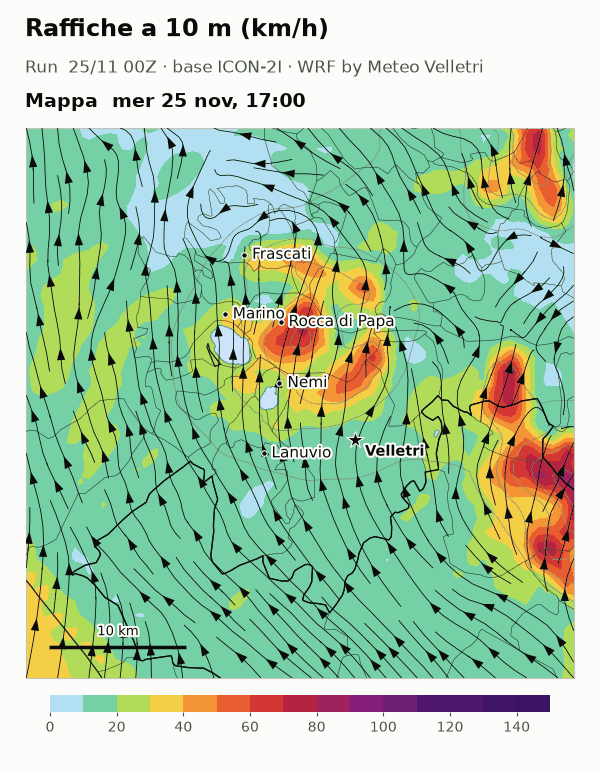 Raffiche a 10 m (km/h)
Run  25/11 00Z · base ICON-2I · WRF by Meteo Velletri
Mappa  mer 25 nov, 17:00
Frascati
Marino
Rocca di Papa
Nemi
Velletri
Lanuvio
10 km
0 20 40 60 80 100 120 140